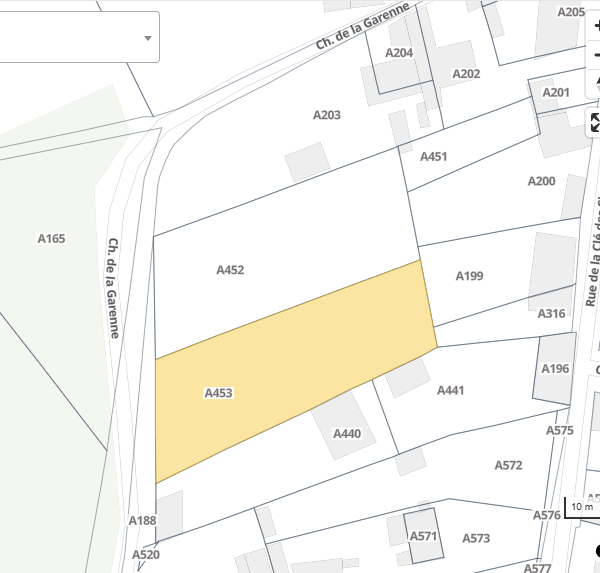 Ch. de la Garenne
A205
A204
A202
A201
A203
A451
A200
A165
Ch. de la Garenne
A452
A199
A316
A453
A196
A441
A440
A575
A572
10 m
A188
A576
A571
A573
A520
A577